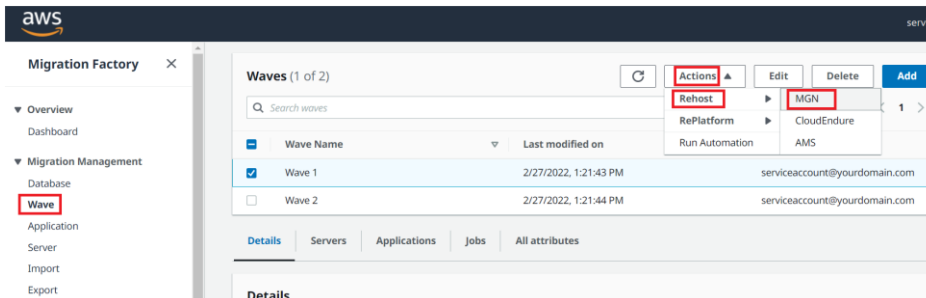 aws
serv
Migration Factory
Overview
Dashboard
Migration Management
Database
Wave
Application
Server
Import
Export
Waves (1 of 2)
Actions
Edit
Delete
Add
Search waves
Rehost
MGN
1
RePlatform
CloudEndure
Run Automation
AMS
Wave Name
Last modified on
Wave 1
2/27/2022, 1:21:43 PM
serviceaccount@yourdomain.com
Wave 2
2/27/2022, 1:21:44 PM
serviceaccount@yourdomain.com
Details
Servers
Applications
Jobs
All attributes
Details